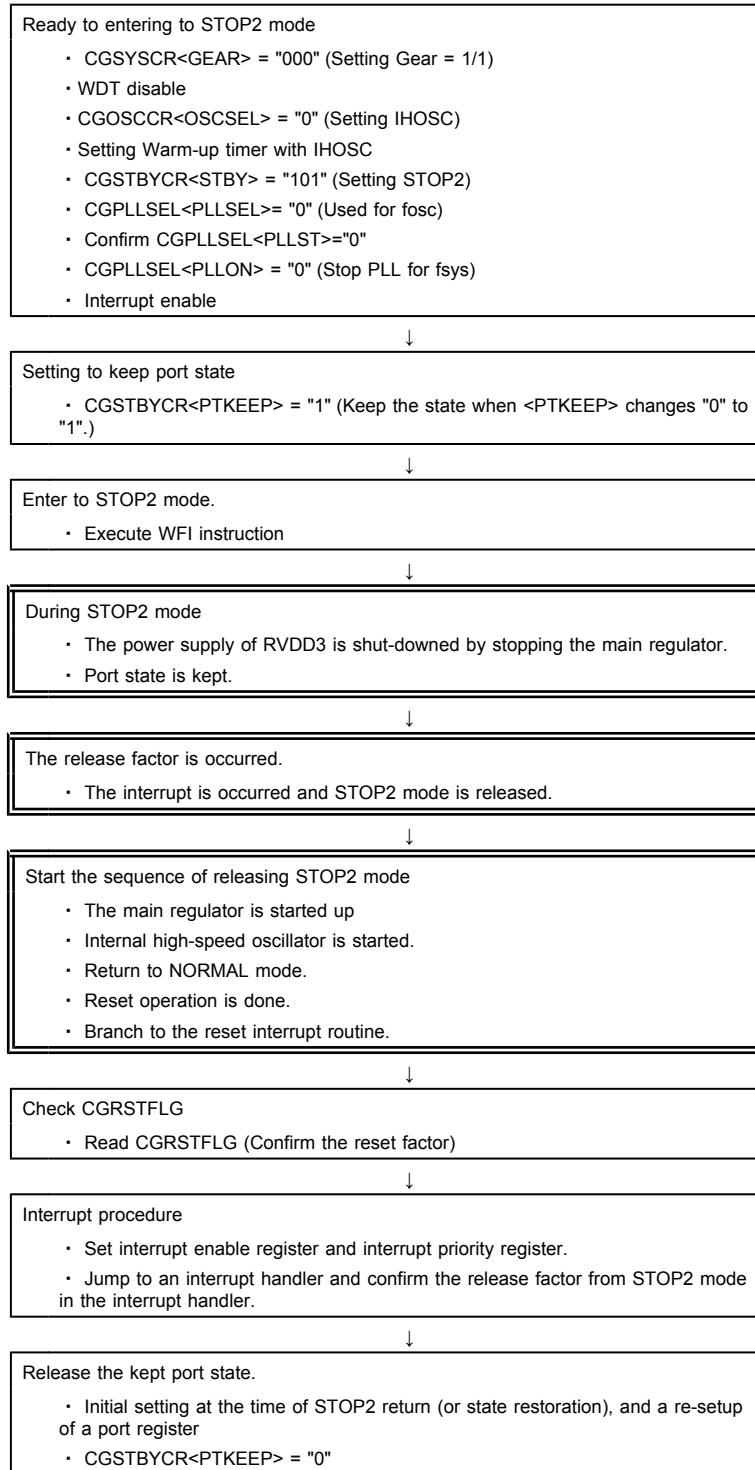 Ready to entering to STOP2 mode
・ CGSYSCR<GEAR> = "000" (Setting Gear = 1/1)
・WDT disable
・CGOSCCR<OSCSEL> = "0" (Setting IHOSC)
・Setting Warm-up timer with IHOSC
・ CGSTBYCR<STBY> = "101" (Setting STOP2)
・ CGPLLSEL<PLLSEL>= "0" (Used for fosc)
・ Confirm CGPLLSEL<PLLST>="0"
・ CGPLLSEL<PLLON> = "0" (Stop PLL for fsys)
・ Interrupt enable
↓
Setting to keep port state
・ CGSTBYCR<PTKEEP> = "1" (Keep the state when <PTKEEP> changes "0" to
"1".)
↓
Enter to STOP2 mode.
・ Execute WFI instruction
↓
During STOP2 mode
・ The power supply of RVDD3 is shut-downed by stopping the main regulator.
・ Port state is kept.
↓
The release factor is occurred.
・ The interrupt is occurred and STOP2 mode is released.
↓
Start the sequence of releasing STOP2 mode
・ The main regulator is started up
・ Internal high-speed oscillator is started.
・ Return to NORMAL mode.
・ Reset operation is done.
・ Branch to the reset interrupt routine.
↓
Check CGRSTFLG
・ Read CGRSTFLG (Confirm the reset factor)
↓
Interrupt procedure
・ Set interrupt enable register and interrupt priority register.
・ Jump to an interrupt handler and confirm the release factor from STOP2 mode
in the interrupt handler.
↓
Release the kept port state.
・ Initial setting at the time of STOP2 return (or state restoration), and a re-setup
of a port register
・ CGSTBYCR<PTKEEP> = "0"